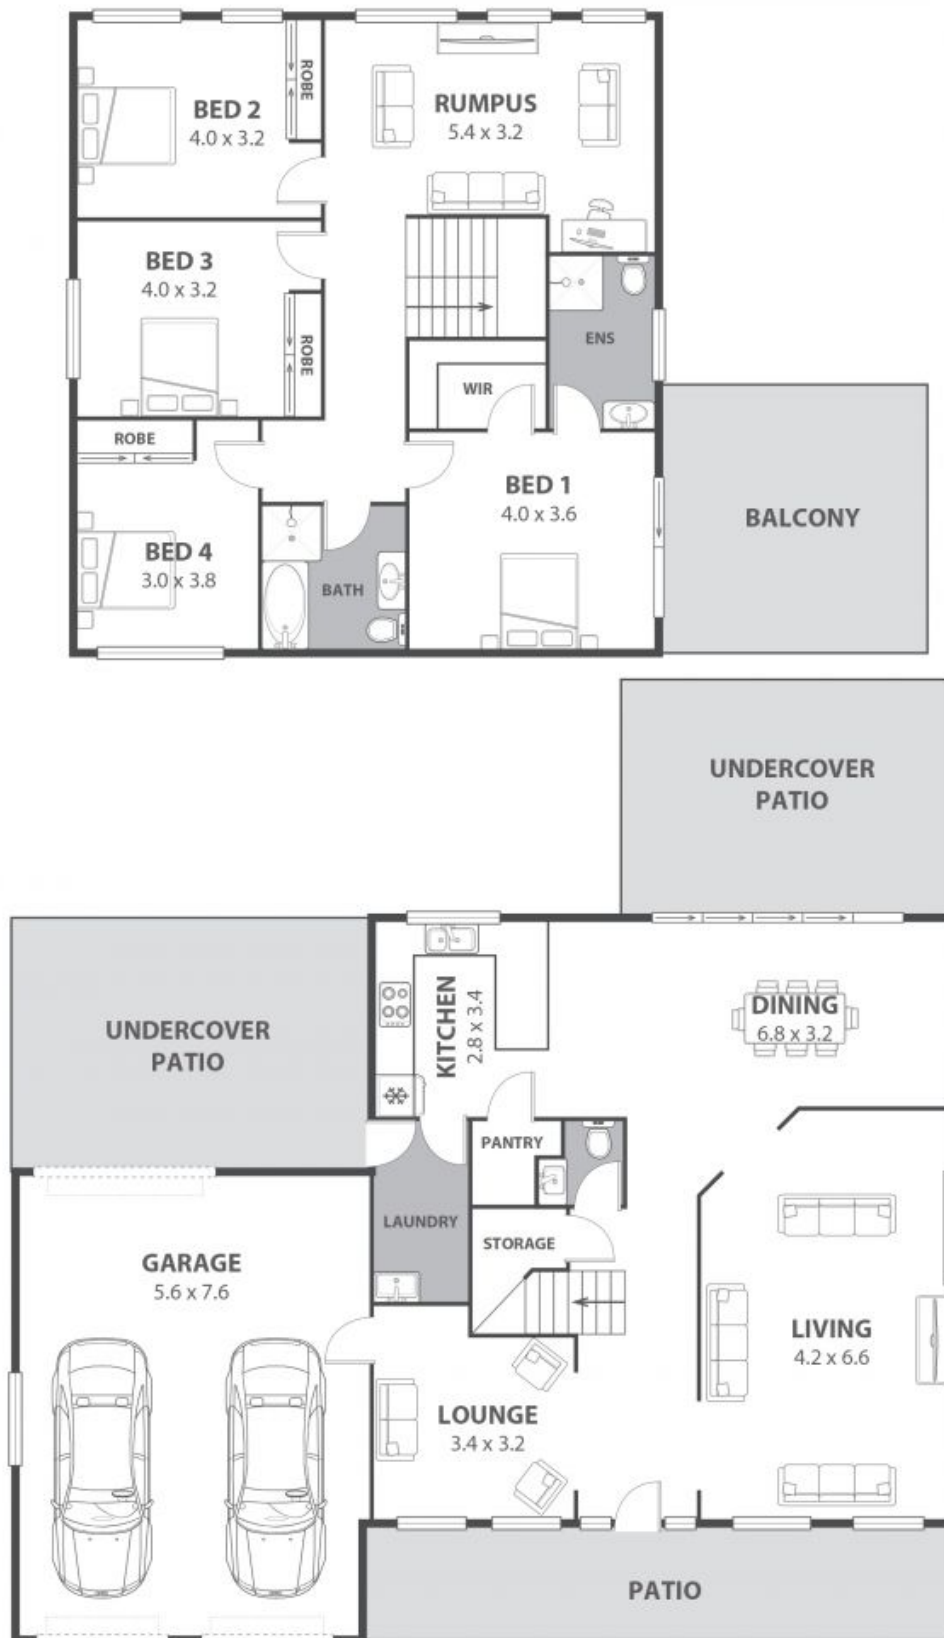 BED 2
4.0 x 3.2
ROBE
RUMPUS
5.4 x 3.2
BED 3
4.0 x 3.2
ROBE
ENS
WIR
ROBE
BED 1
4.0 x 3.6
BALCONY
BED 4
3.0 x 3.8
BATH
UNDERCOVER
PATIO
UNDERCOVER
PATIO
KITCHEN
2.8 x 3.4
DINING
6.8 x 3.2
PANTRY
LAUNDRY
STORAGE
GARAGE
5.6 x 7.6
LIVING
4.2 x 6.6
LOUNGE
3.4 x 3.2
PATIO